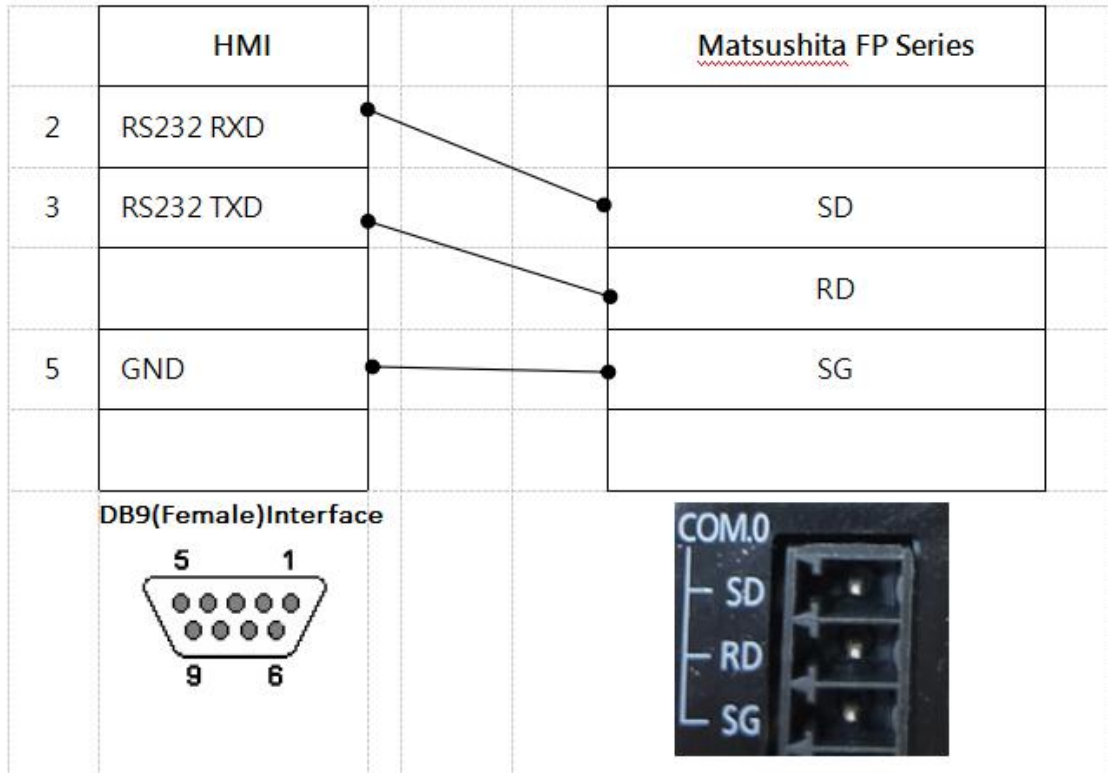 HMI Matsushita FP Series
2 RS232 RXD
3 RS232 TXD SD
RD
5 GND SG
DB9(Female)Interface
5 1
9 6
COM.0
SD
RD
SG